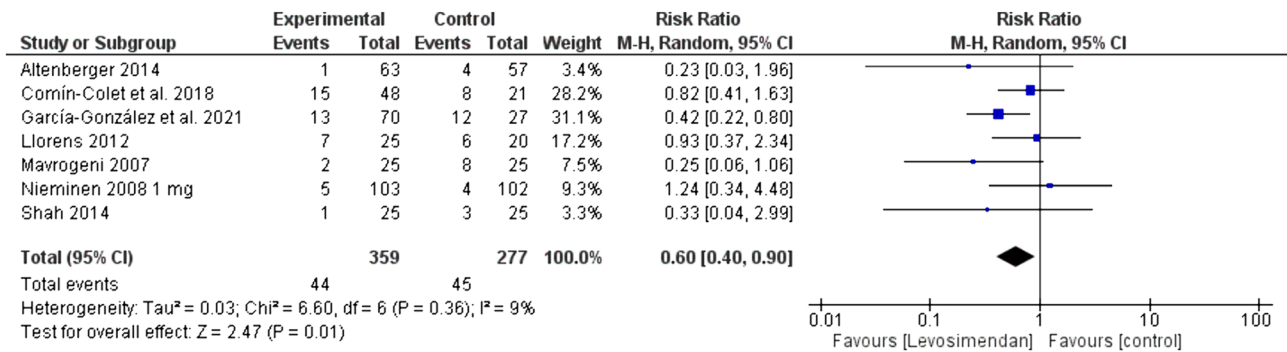 Experimental Control Risk Ratio Risk Ratio
Study or Subgroup Events Total Events Total Weight M-H, Random, 95% CI M-H, Random, 95% CI
Altenberger 2014 1 63 4 57 3.4% 0.23 [0.03, 1.96]
Comín-Colet et al. 2018 15 48 8 21 28.2% 0.82 [0.41, 1.63]
García-González et al. 2021 13 70 12 27 31.1% 0.42 [0.22, 0.80]
Llorens 2012 7 25 6 20 17.2% 0.93 [0.37, 2.34]
Mavrogeni 2007 2 25 8 25 7.5% 0.25 [0.06, 1.06]
Nieminen 2008 1 mg 5 103 4 102 9.3% 1.24 [0.34, 4.48]
Shah 2014 1 25 3 25 3.3% 0.33 [0.04, 2.99]
Total (95% CI) 359 277 100.0% 0.60 [0.40, 0.90]
Total events 44 45
Heterogeneity: Tau² = 0.03; Chi² = 6.60, df = 6 (P = 0.36); I² = 9%
Test for overall effect: Z = 2.47 (P = 0.01)
0.01 0.1 1 10 100
Favours [Levosimendan] Favours [control]